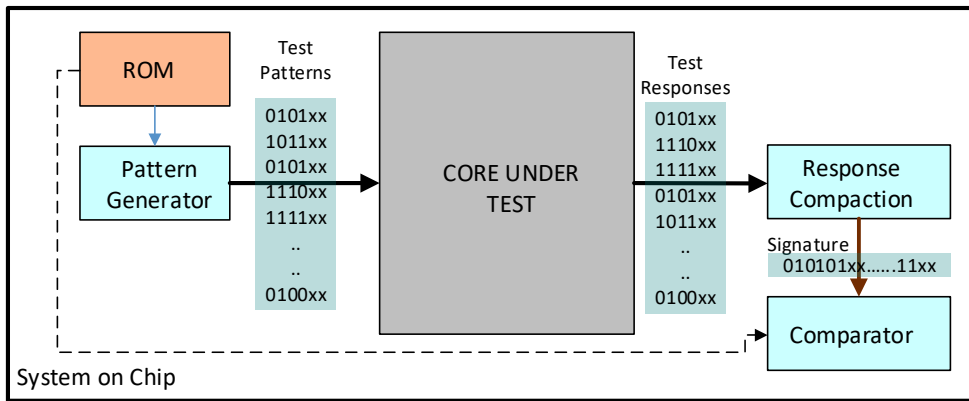 ROM
Pattern
Generator
Test
Patterns
0101xx
1011xx
0101xx
1110xx
1111xx
..
..
0100xx
CORE UNDER
TEST
Test
Responses
0101xx
1110xx
1111xx
0101xx
1011xx
..
..
0100xx
Response
Compaction
Signature
010101xx......11xx
Comparator
System on Chip